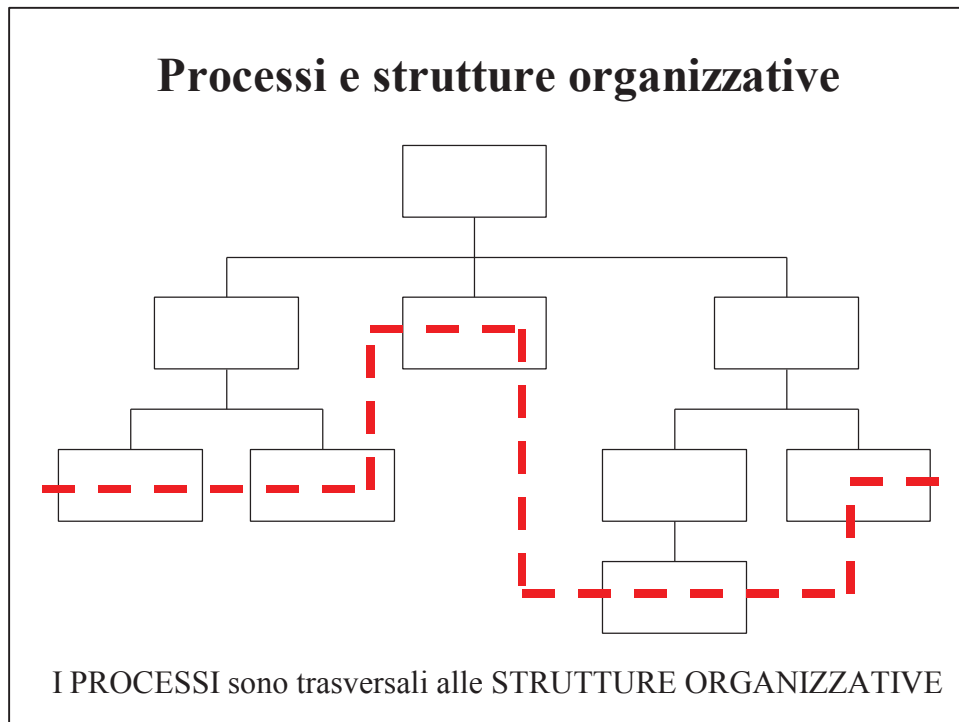 Processi e strutture organizzative
I PROCESSI sono trasversali alle STRUTTURE ORGANIZZATIVE